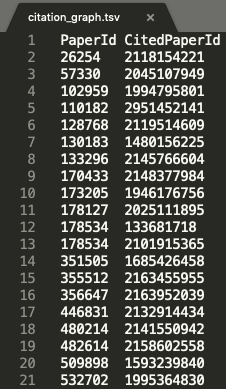 citation_graph.tsv ×
1 PaperId CitedPaperId
2 26254 2118154221
3 57330 2045107949
4 102959 1994795801
5 110182 2951452141
6 128768 2119514609
7 130183 1480156225
8 133296 2145766604
9 170433 2148377984
10 173205 1946176756
11 178127 2025111895
12 178534 133681718
13 178534 2101915365
14 351505 1685426458
15 355512 2163455955
16 356647 2163952039
17 446831 2132914434
18 480214 2141550942
19 482614 2158602558
20 509898 1593239840
21 532702 1995364830